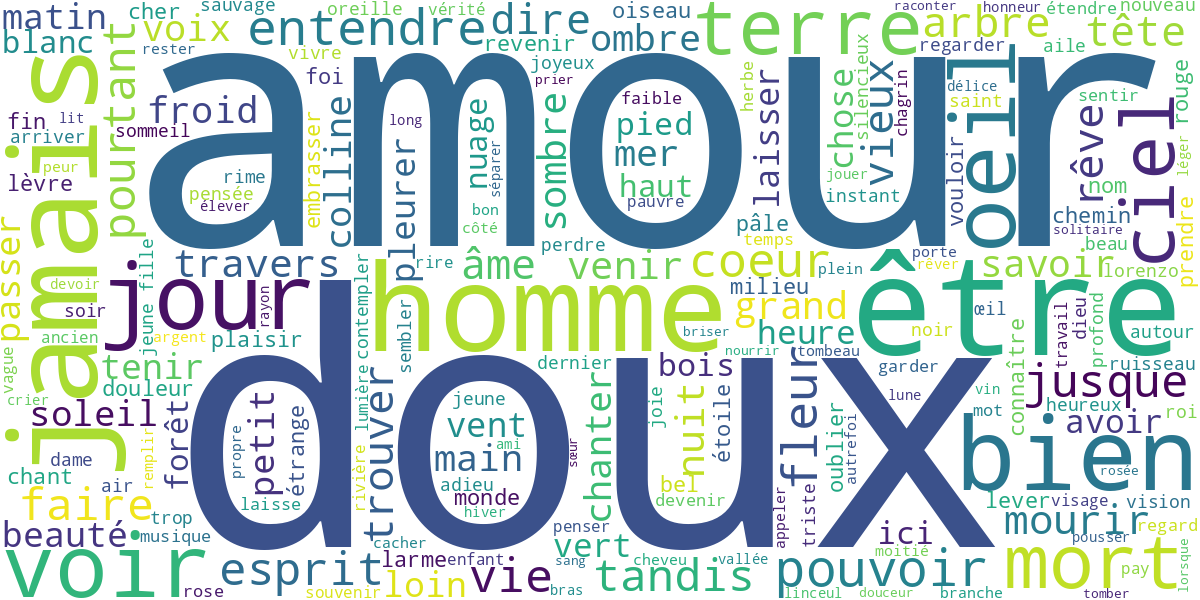 matin
cher
sauvage
oreille
vérité
oiseau
raconter
honneur
étendre
nouveau
blanc
voix
entendre
dire
terre
arbre
tête
rester
vivre
revenir
ombre
regarder
aile
pourtant
joyeux
foi
prier
amour
herbe
silencieux
délice
sentir
rouge
froid
long
faible
chose
vieux
chagrin
saint
oeil
fin
lit
sommeil
arriver
colline
nuage
sombre
pied
laisser
rêve
ciel
léger
jamais
peur
rime
embrasser
pleurer
séparer
mer
jouer
vouloir
lèvre
pensée
élever
bon
haut
instant
nom
pauvre
côté
pâle
chemin
solitaire
passer
jeune fille
perdre
temps
porte
beau
prendre
travers
contempler
rire
âme
venir
coeur
plein
rêver
savoir
lorenzo
devoir
jour
rayon
homme
milieu
être
soir
sembler
grand
œil
dieu
profond
ancien
argent
plaisir
briser
heure
noir
travail
autour
vague
tenir
lumière
dernier
nourrir
tombeau
connaître
ruisseau
crier
douleur
trouver
doux
bois
garder
jusque
soleil
petit
jeune
joie
fleur
lune
vin
mot
heureux
roi
forêt
étrange
vent
ami
chanter
nuit
étoile
oublier
autrefoi
bien
avoir
dame
remplir
propre
main
sœur
rosée
chant
air
laisse
adieu
monde
bel
lever
visage
vision
faire
rivière
hiver
devenir
appeler
triste
mourir
regard
beauté
trop
musique
cacher
penser
vert
ici
pousser
voir
esprit
larme
enfant
sang
cheveu
vallée
moitié
mort
pay
lorsque
rose
souvenir
loin
vie
bras
tandis
pouvoir
linceul
douceur
branche
tomber